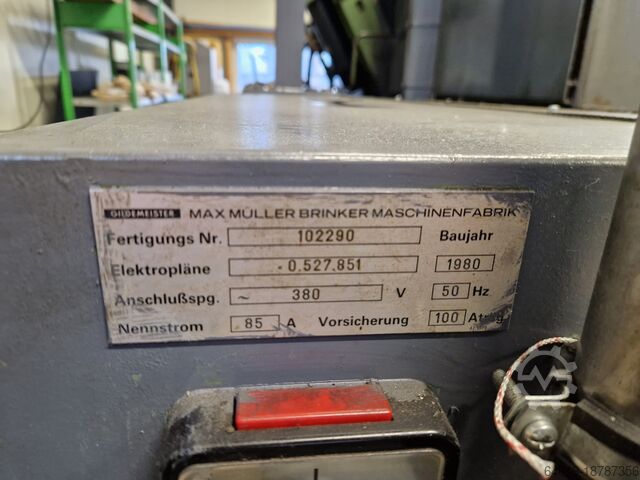 GILDEMEISTER MAX MÜLLER BRINKER MASCHINENFABRIK
Fertigungs Nr. 102290 Baujahr
Elektropläne -0.527.851 1980
Anschlußspg. ~ 380 V 50 Hz
Nennstrom 85 A Vorsicherung 100 Atrg.